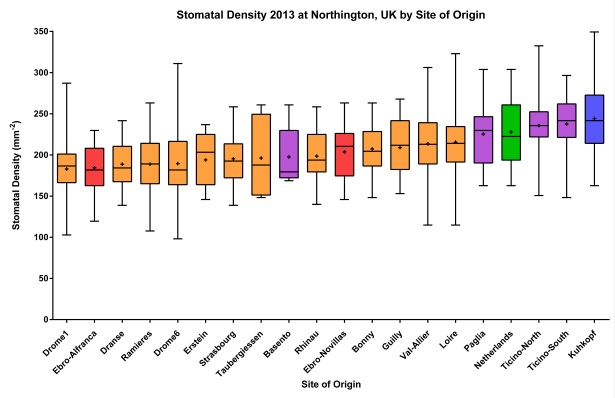 Stomatal Density 2013 at Northington, UK by Site of Origin
Stomatal Density (mm⁻²)
350
300
250
200
150
100
50
0
Drome1
Ebro-Alfranca
Dranse
Ramieres
Drome6
Erstein
Strasbourg
Taubergiessen
Basento
Rhinau
Ebro-Novillas
Bonny
Guilly
Val-Allier
Loire
Paglia
Netherlands
Ticino-North
Ticino-South
Kuhkopf
Site of Origin